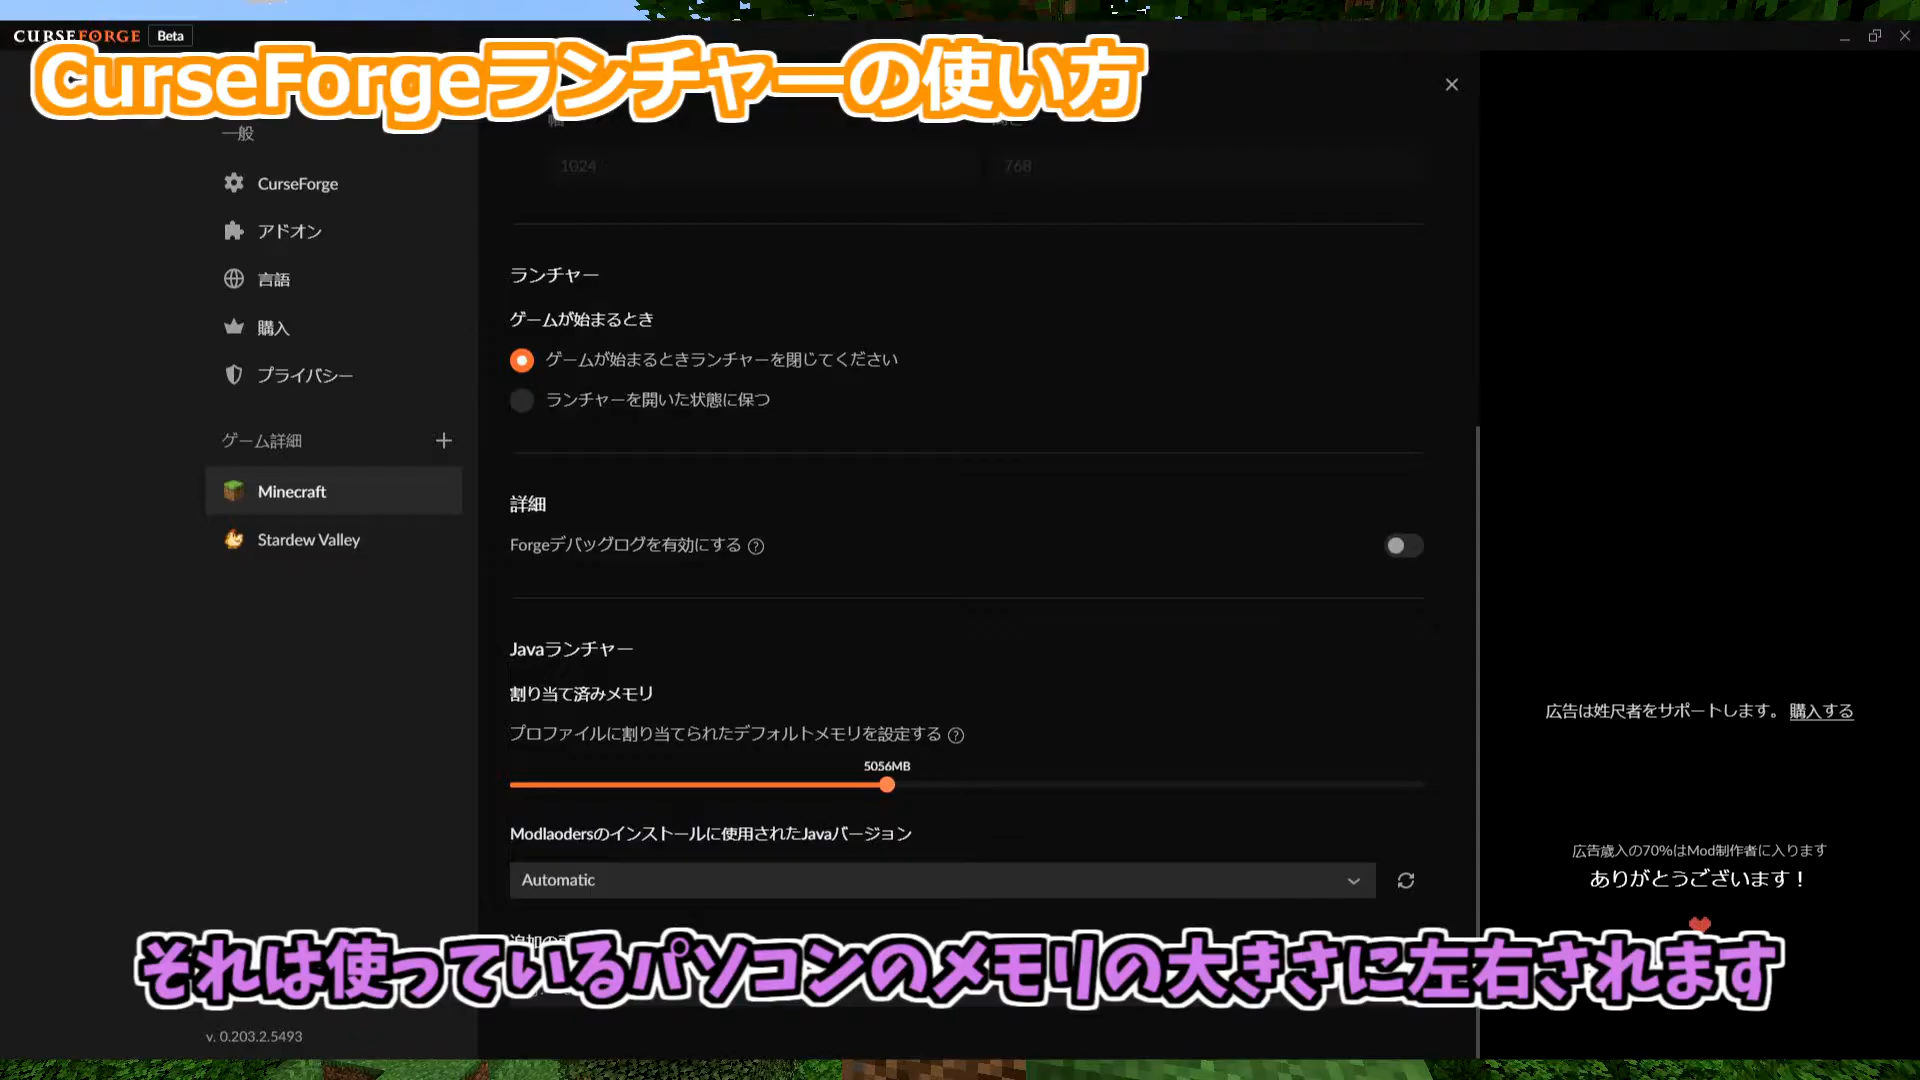 CURSEFORGE Beta
CurseForgeランチャーの使い方
一般
CurseForge
アドオン
言語
購入
プライバシー
ゲーム詳細
Minecraft
Stardew Valley
v. 0.203.2.5493
1024
768
ランチャー
ゲームが始まるとき
ゲームが始まるときランチャーを閉じてください
ランチャーを開いた状態に保つ
詳細
Forgeデバッグログを有効にする
Javaランチャー
割り当て済みメモリ
プロファイルに割り当てられたデフォルトメモリを設定する
5056MB
Modlaodersのインストールに使用されたJavaバージョン
Automatic
広告は姓尺者をサポートします。 購入する
広告歳入の70%はMod制作者に入ります
ありがとうございます！
それは使っているパソコンのメモリの大きさに左右されます